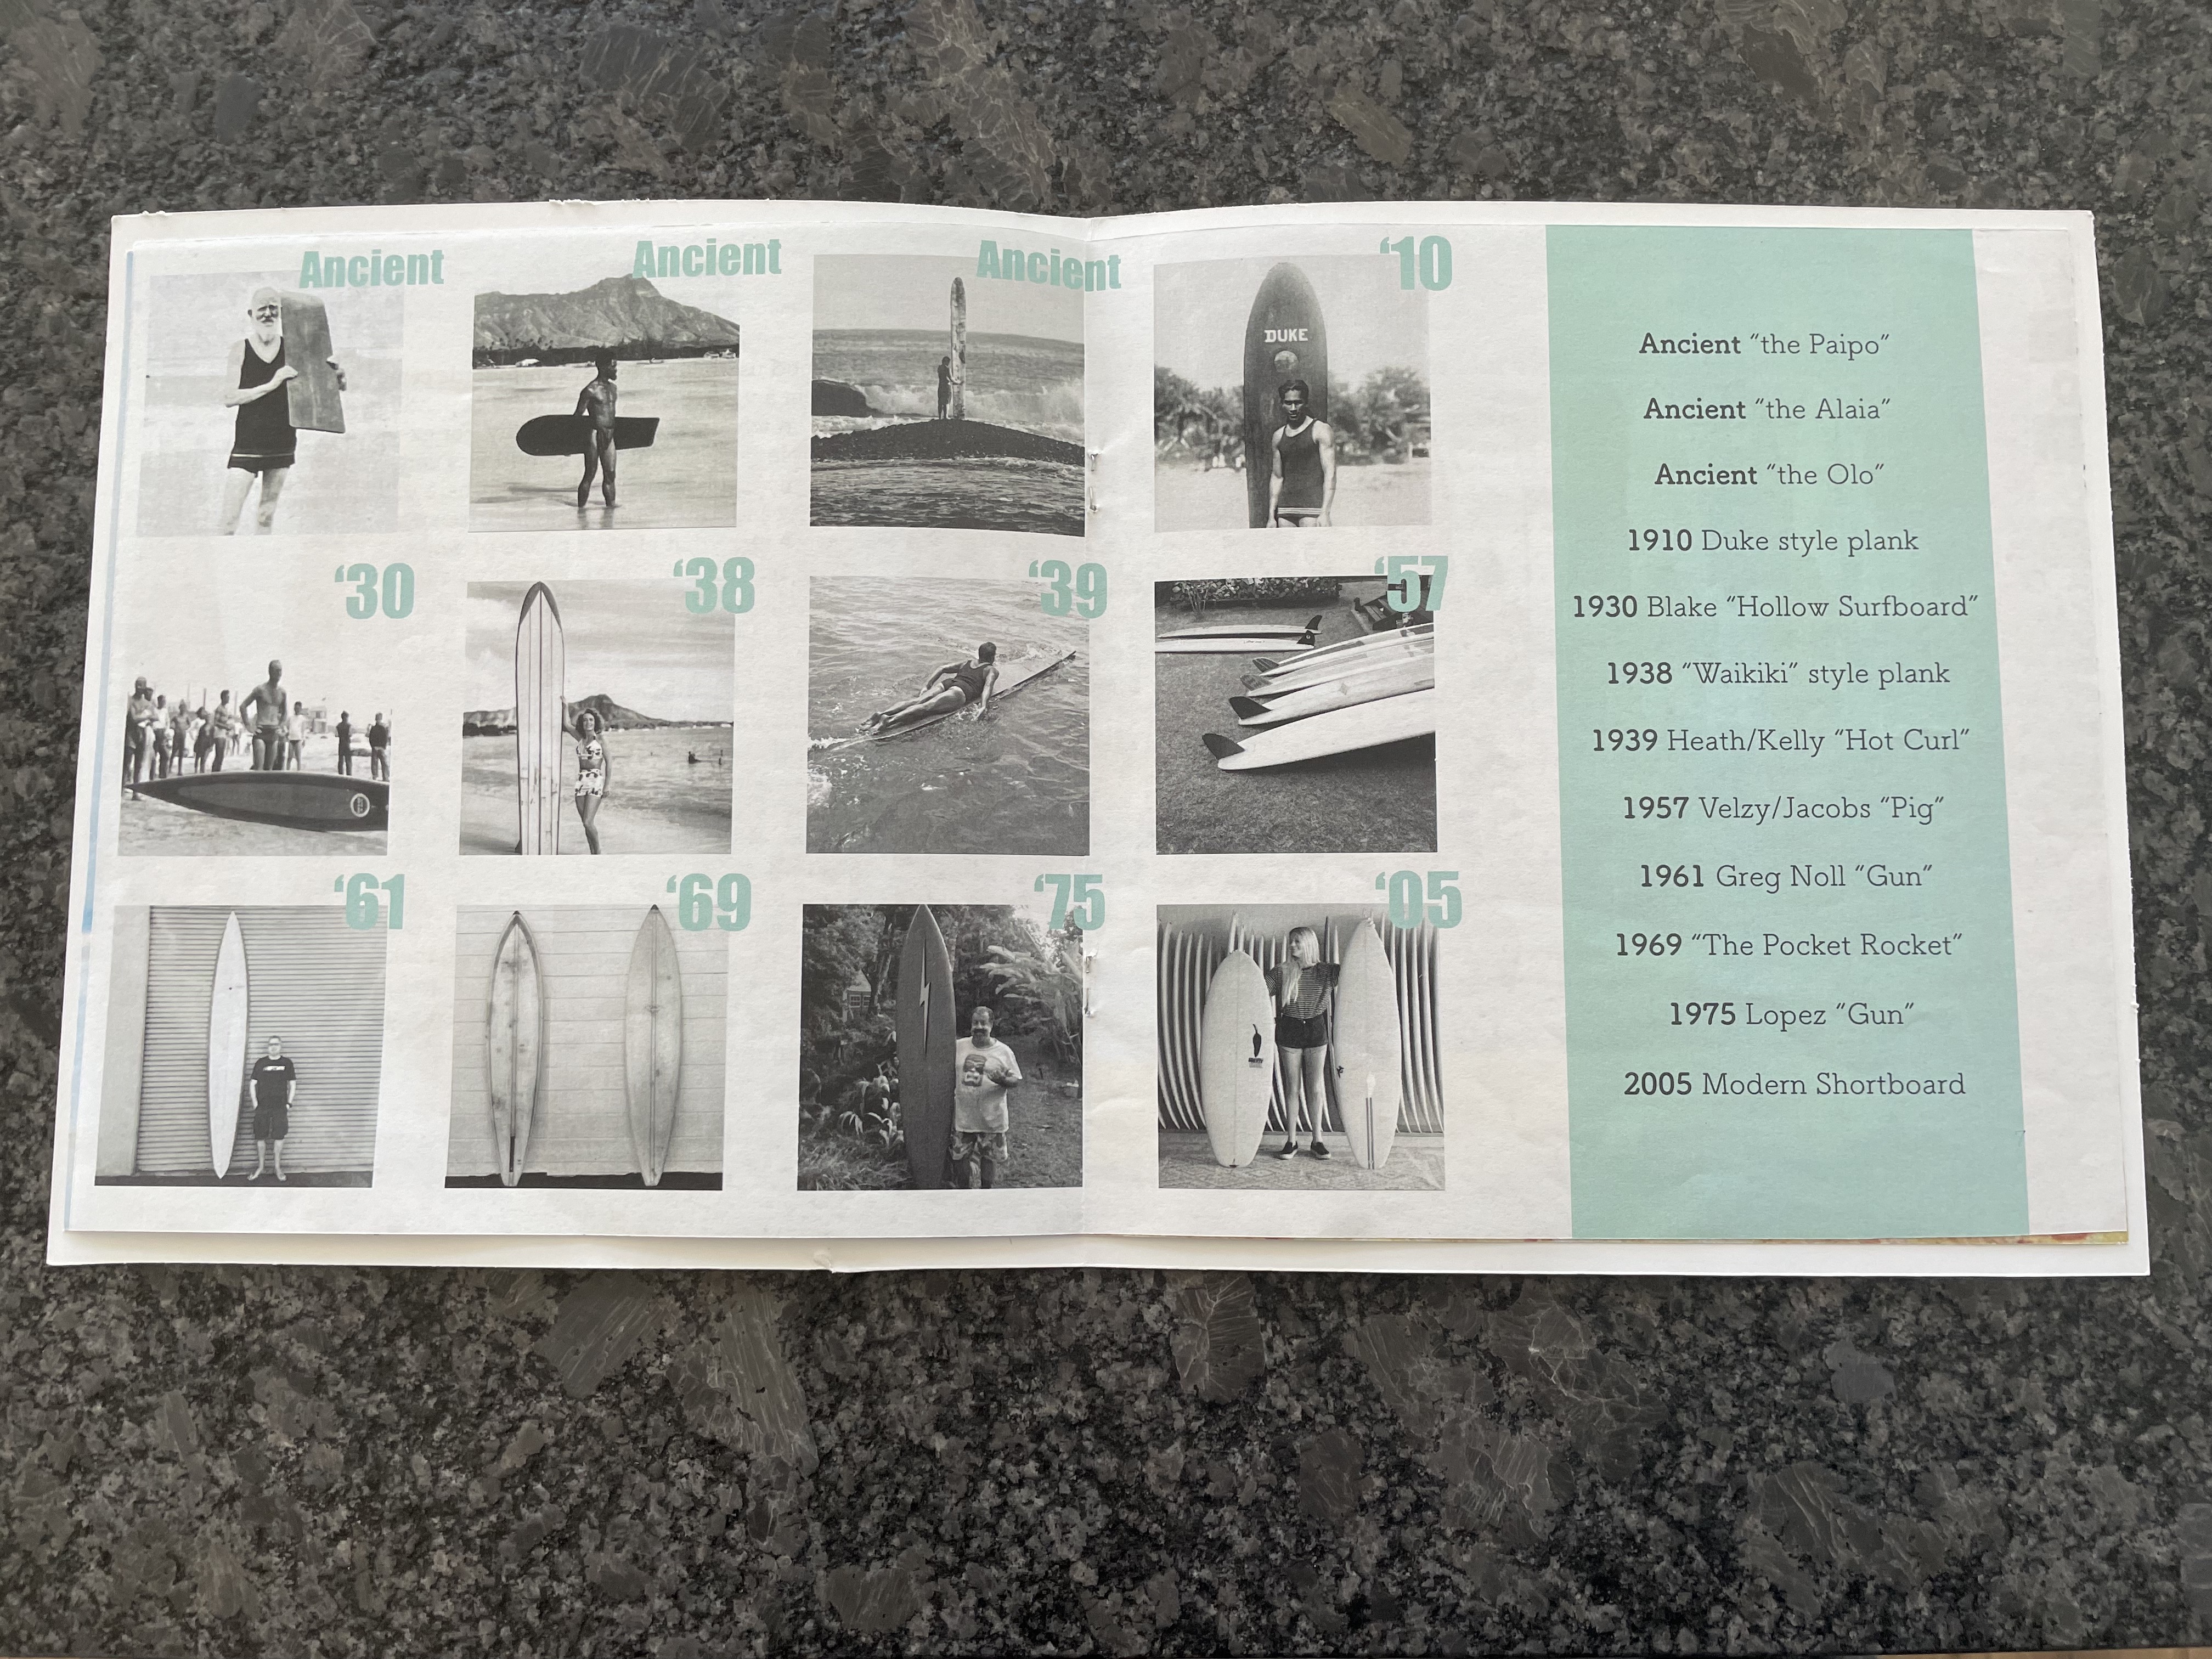 Ancient
Ancient
Ancient
‘10
DUKE
‘30
‘38
‘39
‘57
‘61
‘69
‘75
‘05
Ancient “the Paipo”
Ancient “the Alaia”
Ancient “the Olo”
1910 Duke style plank
1930 Blake “Hollow Surfboard”
1938 “Waikiki” style plank
1939 Heath/Kelly “Hot Curl”
1957 Velzy/Jacobs “Pig”
1961 Greg Noll “Gun”
1969 “The Pocket Rocket”
1975 Lopez “Gun”
2005 Modern Shortboard